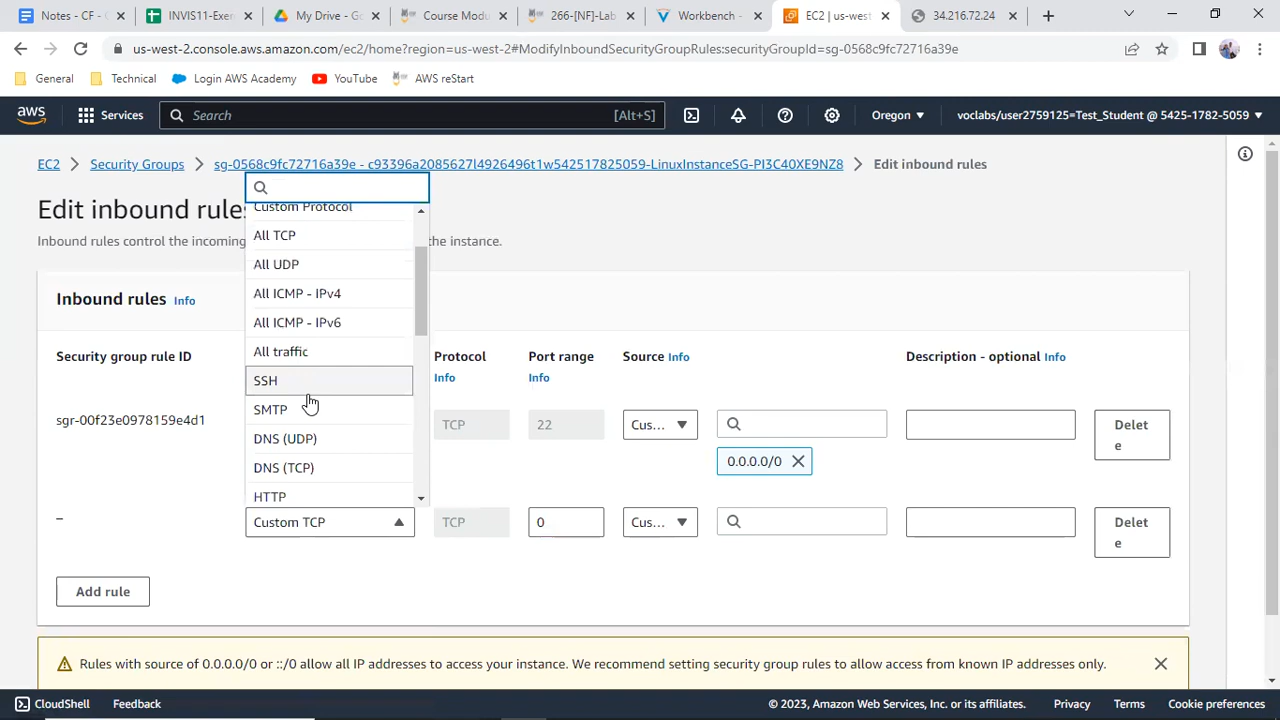 Notes - C· - C
INVIS11-Exer
My Drive -
Course Modu
266-[NF]-Lab
Workbench -
EC2 | us-west
34.216.72.24
us-west-2.console.aws.amazon.com/ec2/home?region=us-west-2#ModifyInboundSecurityGroupRules:securityGroupId=sg-0568c9fc72716a39e
General
Technical
Login AWS Academy
YouTube
AWS reStart
aws
Services
Search
[Alt+S]
Oregon
voclabs/user2759125=Test_Student @ 5425-1782-5059
EC2
Security Groups
sg-0568c9fc72716a39e - c93396a2085627l4926496t1w542517825059-LinuxInstanceSG-PI3C40XE9NZ8
Edit inbound rules
Edit inbound rules
Inbound rules control the incoming
the instance.
Custom Protocol
All TCP
All UDP
All ICMP - IPv4
All ICMP - IPv6
All traffic
SSH
SMTP
DNS (UDP)
DNS (TCP)
HTTP
Inbound rules
Info
Security group rule ID
Protocol
Info
Port range
Info
Source Info
Description - optional Info
sgr-00f23e0978159e4d1
TCP
22
Cus...
0.0.0.0/0
Delet
e
–
Custom TCP
TCP
0
Cus...
Delet
e
Add rule
Rules with source of 0.0.0.0/0 or ::/0 allow all IP addresses to access your instance. We recommend setting security group rules to allow access from known IP addresses only.
CloudShell
Feedback
© 2023, Amazon Web Services, Inc. or its affiliates.
Privacy
Terms
Cookie preferences